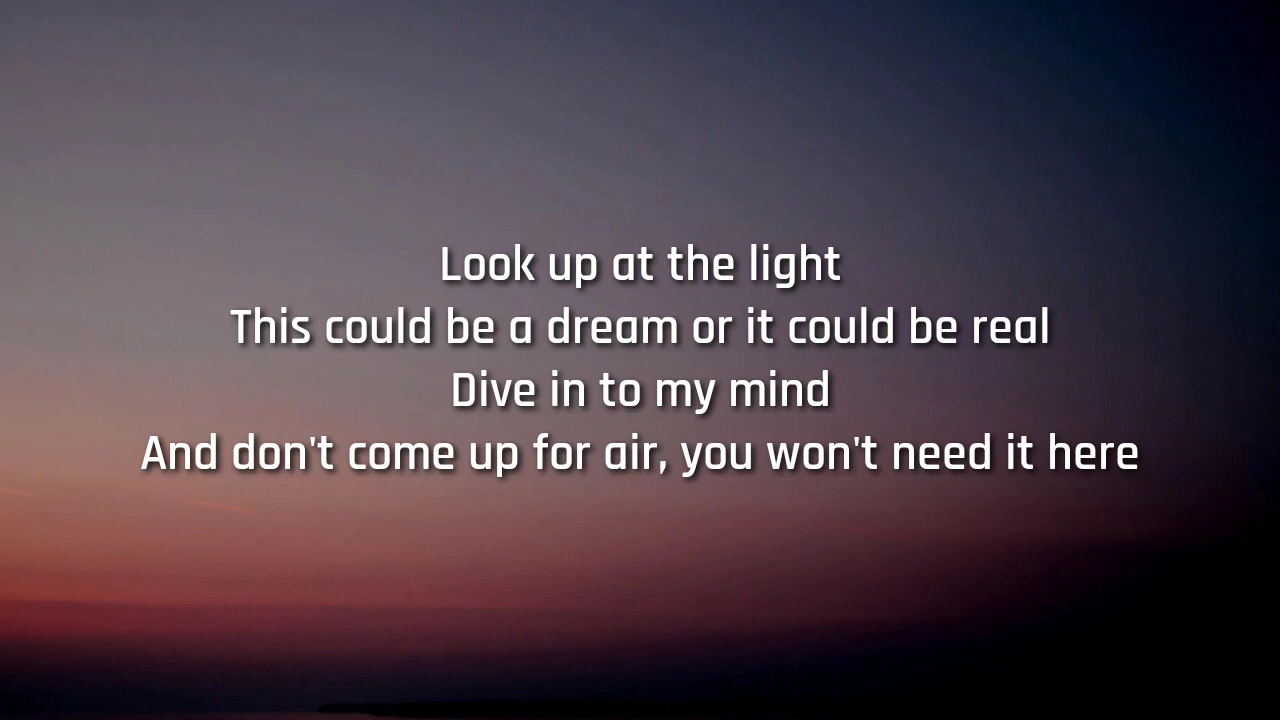 Look up at the light
This could be a dream or it could be real
Dive in to my mind
And don't come up for air, you won't need it here